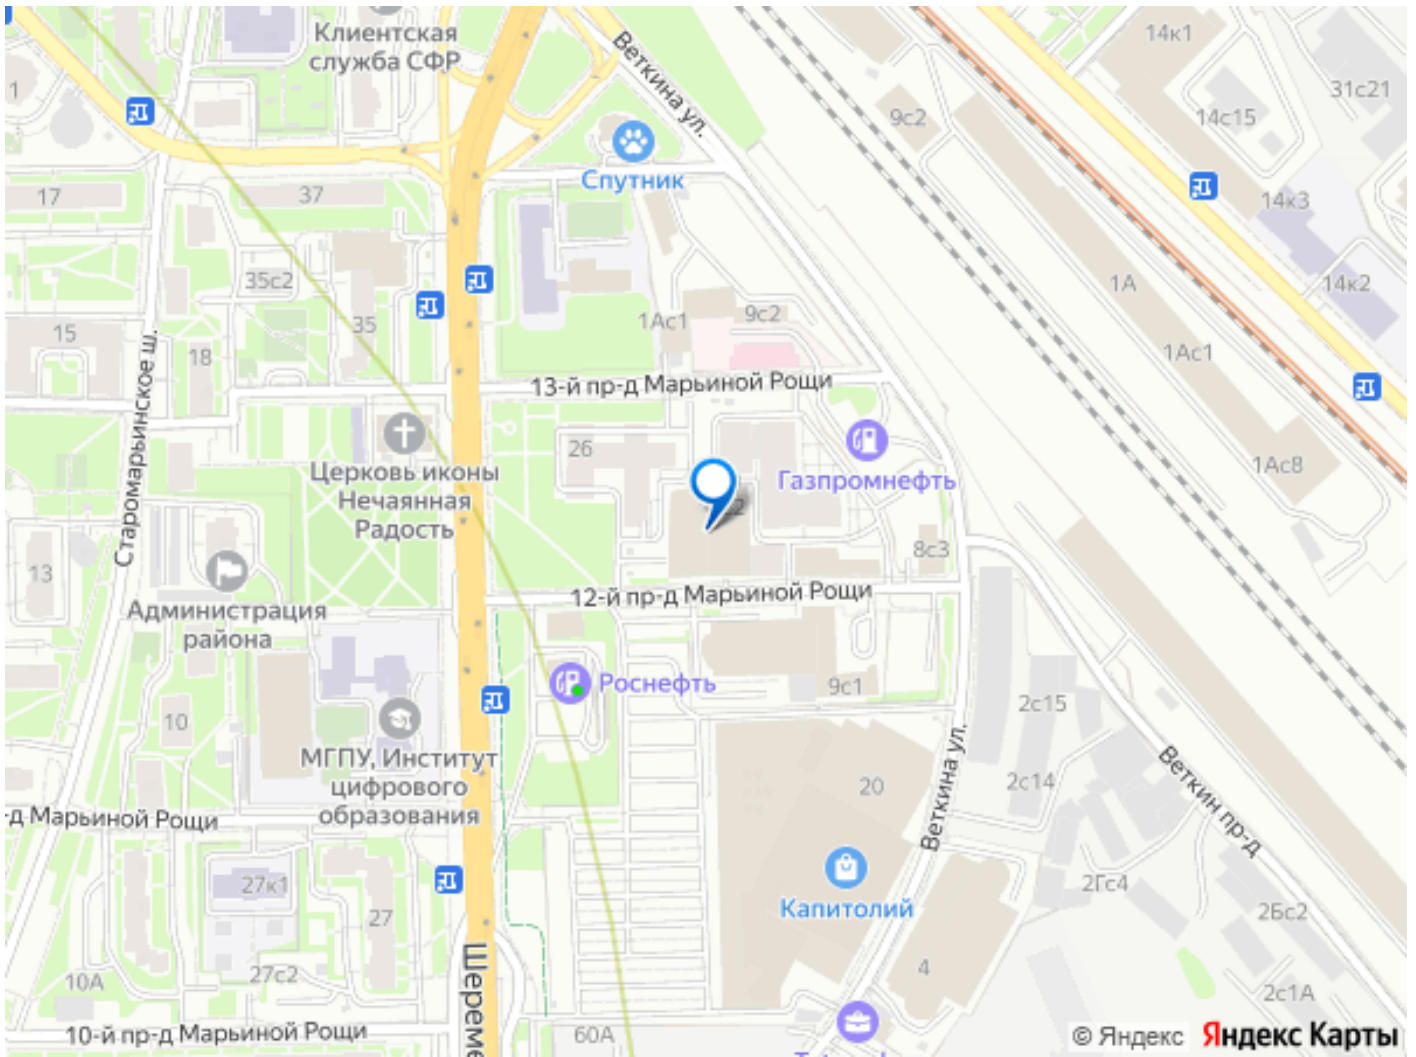 Клиентская
служба СФР
Веткина ул.
14к1
31с21
1
9с2
14с15
Спутник
17
37
14к3
35с2
1А
14к2
15
18
35
1Ас1
9с2
1Ас1
Старомарьинское ш.
13-й пр-д Марьиной Рощи
26
Церковь иконы
Нечаянная
Радость
Газпромнефть
1Ас8
2
8с3
13
Администрация
района
12-й пр-д Марьиной Рощи
Роснефть
9с1
2с15
10
МГПУ, Институт
цифрового
образования
20
2с14
Веткина ул.
Веткин пр-д
-д Марьиной Рощи
27к1
27
Капитолий
2Гс4
2Бс2
Шереме
10А
27с2
4
2с1А
10-й пр-д Марьиной Рощи
60А
© Яндекс Яндекс Карты